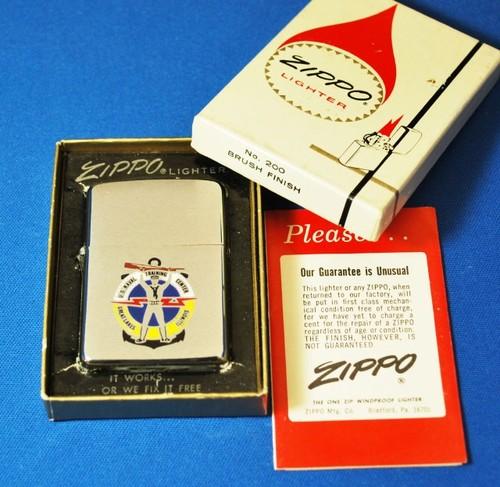 ZIPPO
LIGHTER
No. 200
BRUSH FINISH
ZIPPO® LIGHTER
U.S. NAVAL TRAINING CENTER
GREAT LAKES ILLINOIS
IT WORKS...
OR WE FIX IT FREE
Please...
Our Guarantee is Unusual
This lighter or any ZIPPO, when
returned to our factory, will
be put in first class mechan-
ical condition free of charge,
for we have yet to charge a
cent for the repair of a ZIPPO
regardless of age or condition.
THE FINISH, HOWEVER, IS
NOT GUARANTEED.
ZIPPO®
THE ONE ZIP WINDPROOF LIGHTER
ZIPPO Mfg. Co. Bradford, Pa. 16701